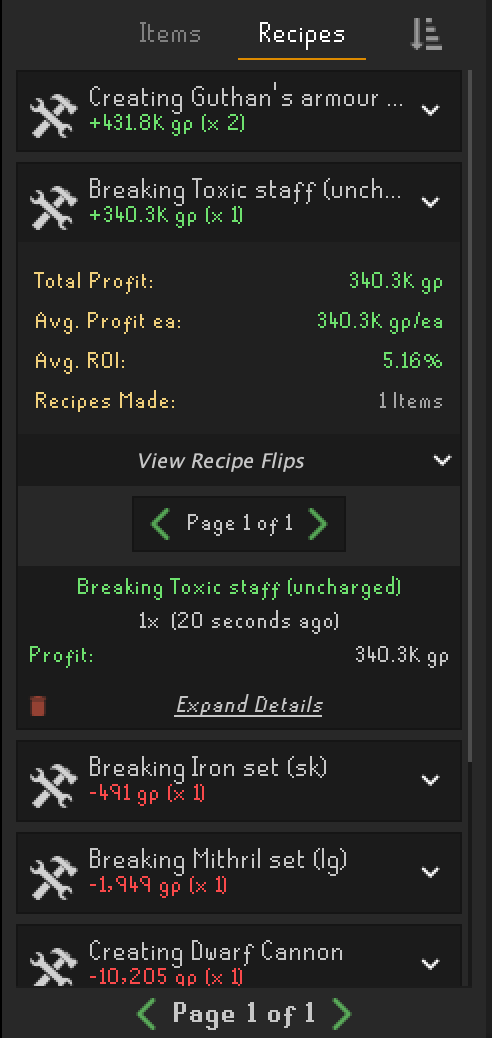 Items Recipes
Creating Guthan's armour ...
+431.8K gp (x 2)
Breaking Toxic staff (unch...
+340.3K gp (x 1)
Total Profit: 340.3K gp
Avg. Profit ea: 340.3K gp/ea
Avg. ROI: 5.16%
Recipes Made: 1 Items
View Recipe Flips
Page 1 of 1
Breaking Toxic staff (uncharged)
1x (20 seconds ago)
Profit: 340.3K gp
Expand Details
Breaking Iron set (sk)
-491 gp (x 1)
Breaking Mithril set (lg)
-1,949 gp (x 1)
Creating Dwarf Cannon
-10,205 gp (x 1)
Page 1 of 1